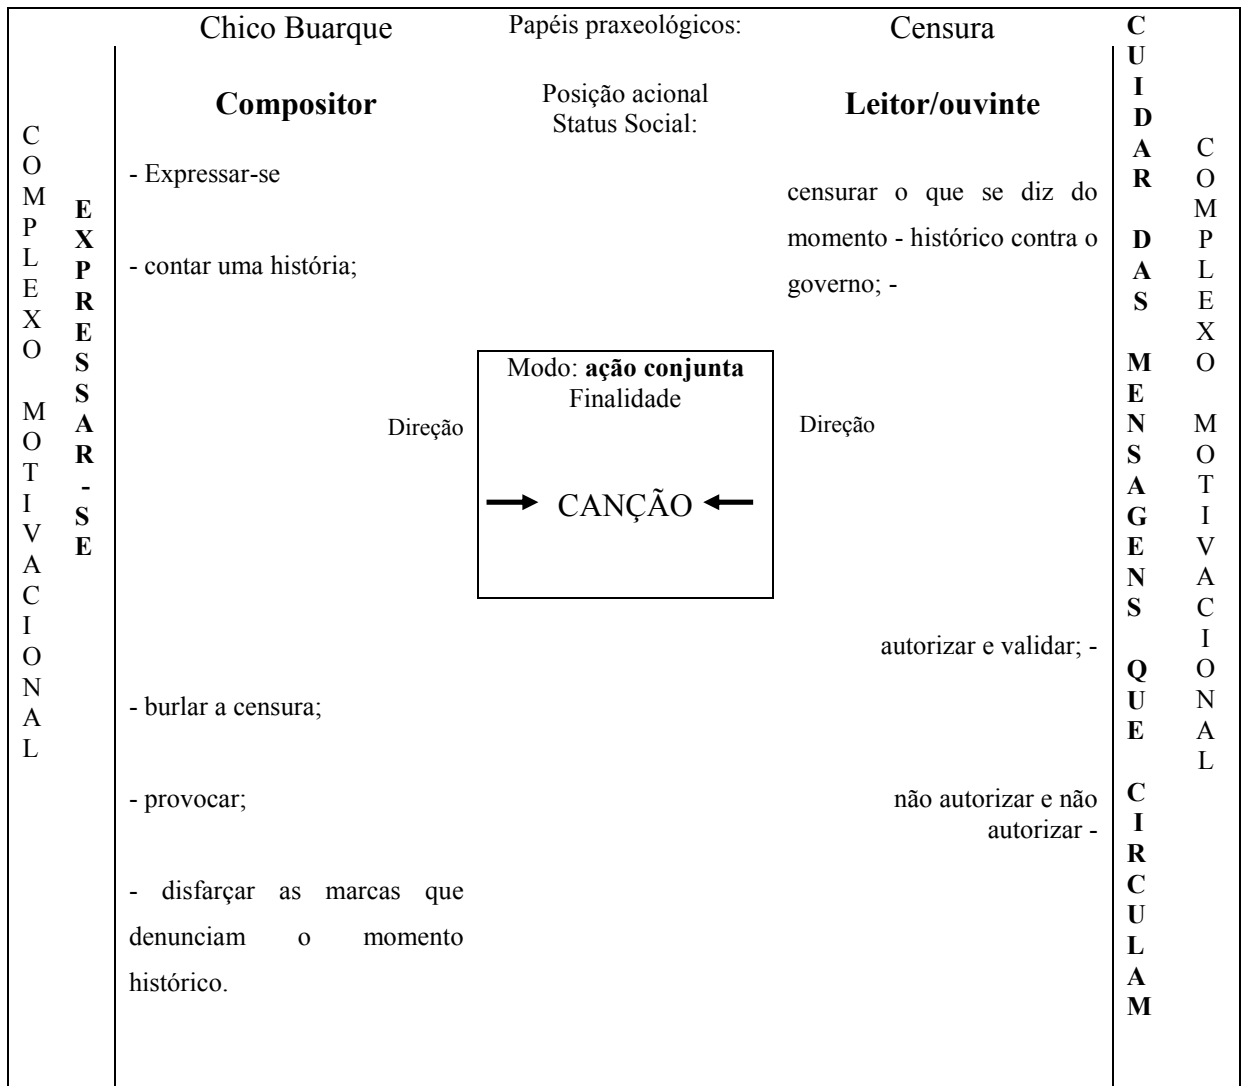 Chico Buarque
Papéis praxeológicos:
Censura
Compositor
Posição acional
Status Social:
Leitor/ouvinte
COMPLEXO MOTIVACIONAL
EXPRESSAR-SE
- Expressar-se
- contar uma história;
censurar o que se diz do
momento - histórico contra o
governo; -
Modo: ação conjunta
Finalidade
Direção
Direção
CANÇÃO
autorizar e validar; -
- burlar a censura;
- provocar;
não autorizar e não
autorizar -
- disfarçar as marcas que
denunciam o momento
histórico.
CUIDAR DAS MENSAGENS QUE CIRCULAM
COMPLEXO MOTIVACIONAL